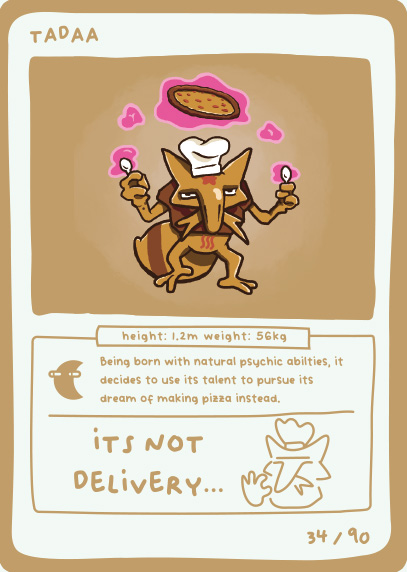 TADAA
height: 1.2m weight: 56kg
Being born with natural psychic abilties, it
decides to use its talent to pursue its
dream of making pizza instead.
iTS NOT
DELiVERY...
34 / 90